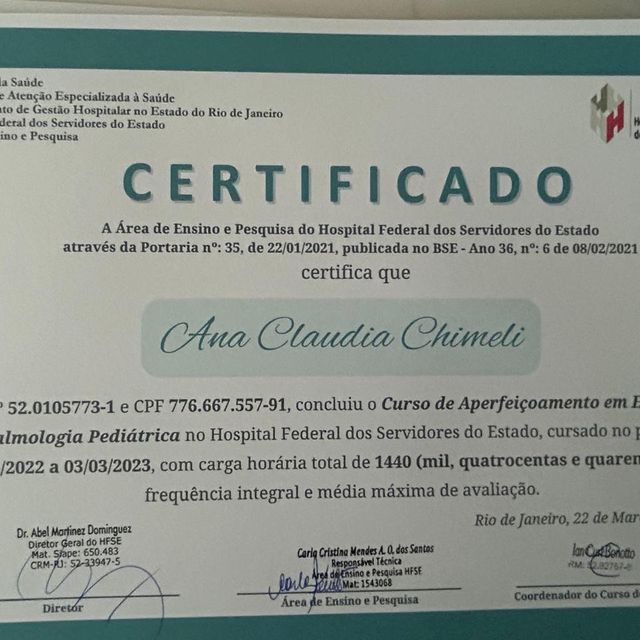 da Saúde
e Atenção Especializada à Saúde
nto de Gestão Hospitalar no Estado do Rio de Janeiro
deral dos Servidores do Estado
ino e Pesquisa
CERTIFICADO
A Área de Ensino e Pesquisa do Hospital Federal dos Servidores do Estado
através da Portaria nº: 35, de 22/01/2021, publicada no BSE - Ano 36, nº: 6 de 08/02/2021
certifica que
Ana Claudia Chimeli
º 52.0105773-1 e CPF 776.667.557-91, concluiu o Curso de Aperfeiçoamento em E
almologia Pediátrica no Hospital Federal dos Servidores do Estado, cursado no p
/2022 a 03/03/2023, com carga horária total de 1440 (mil, quatrocentas e quaren
frequência integral e média máxima de avaliação.
Rio de Janeiro, 22 de Mar
Dr. Abel Martinez Dominguez
Diretor Geral do HFSE
Mat. Siape: 650.483
CRM-RJ: 52-33947-5
Diretor
Carla Cristina Mendes A. O. dos Santos
Responsável Técnica
Área de Ensino e Pesquisa HFSE
Mat: 1543068
Área de Ensino e Pesquisa
Coordenador do Curso d